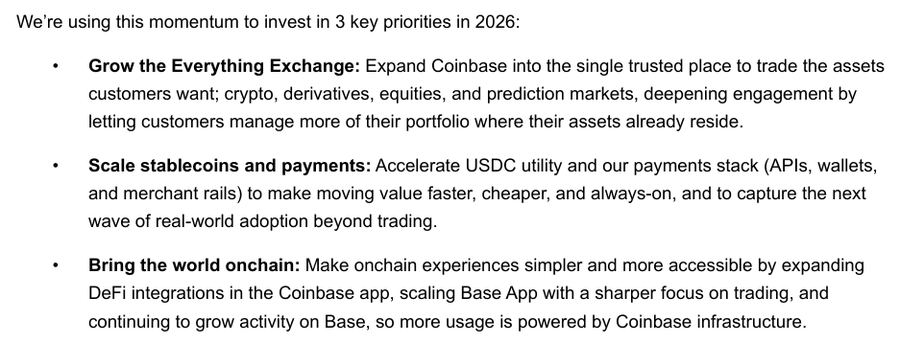 We're using this momentum to invest in 3 key priorities in 2026:
• Grow the Everything Exchange: Expand Coinbase into the single trusted place to trade the assets
customers want; crypto, derivatives, equities, and prediction markets, deepening engagement by
letting customers manage more of their portfolio where their assets already reside.
• Scale stablecoins and payments: Accelerate USDC utility and our payments stack (APIs, wallets,
and merchant rails) to make moving value faster, cheaper, and always-on, and to capture the next
wave of real-world adoption beyond trading.
• Bring the world onchain: Make onchain experiences simpler and more accessible by expanding
DeFi integrations in the Coinbase app, scaling Base App with a sharper focus on trading, and
continuing to grow activity on Base, so more usage is powered by Coinbase infrastructure.